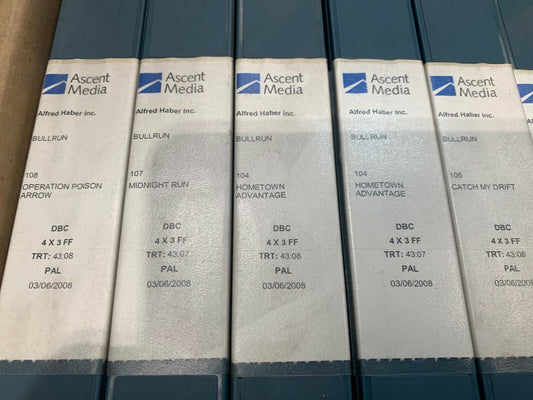 Ascent
Media
Alfred Haber Inc.
BULLRUN
108
OPERATION POISON
ARROW
DBC
4 X 3 FF
TRT: 43:08
PAL
03/06/2008
Ascent
Media
Alfred Haber Inc.
BULLRUN
107
MIDNIGHT RUN
DBC
4 X 3 FF
TRT: 43:07
PAL
03/06/2008
Ascent
Media
Alfred Haber Inc.
BULLRUN
104
HOMETOWN
ADVANTAGE
DBC
4 X 3 FF
TRT: 43:08
PAL
03/06/2008
Ascent
Media
Alfred Haber Inc.
BULLRUN
104
HOMETOWN
ADVANTAGE
DBC
4 X 3 FF
TRT: 43:07
PAL
03/06/2008
Ascent
Media
Alfred Haber Inc.
BULLRUN
105
CATCH MY DRIFT
DBC
4 X 3 FF
TRT: 43:08
PAL
03/06/2008